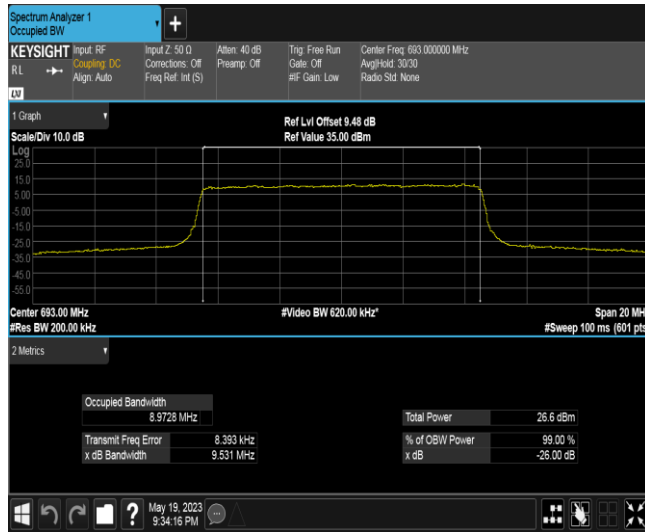 Spectrum Analyzer 1
Occupied BW
+
KEYSIGHT
RL
LXI
Input: RF
Coupling: DC
Align: Auto
Input Z: 50 Ω
Corrections: Off
Freq Ref: Int (S)
Atten: 40 dB
Preamp: Off
Trig: Free Run
Gate: Off
#IF Gain: Low
Center Freq: 693.000000 MHz
Avg|Hold: 30/30
Radio Std: None
1 Graph
Scale/Div 10.0 dB
Ref Lvl Offset 9.48 dB
Ref Value 35.00 dBm
Log
25.0
15.0
5.00
-5.00
-15.0
-25.0
-35.0
-45.0
-55.0
Center 693.00 MHz
#Video BW 620.00 kHz*
Span 20 MH
#Res BW 200.00 kHz
#Sweep 100 ms (601 pts
2 Metrics
Occupied Bandwidth
8.9728 MHz
Total Power 26.6 dBm
Transmit Freq Error 8.393 kHz
% of OBW Power 99.00 %
x dB Bandwidth 9.531 MHz
x dB -26.00 dB
?
May 19, 2023
9:34:16 PM